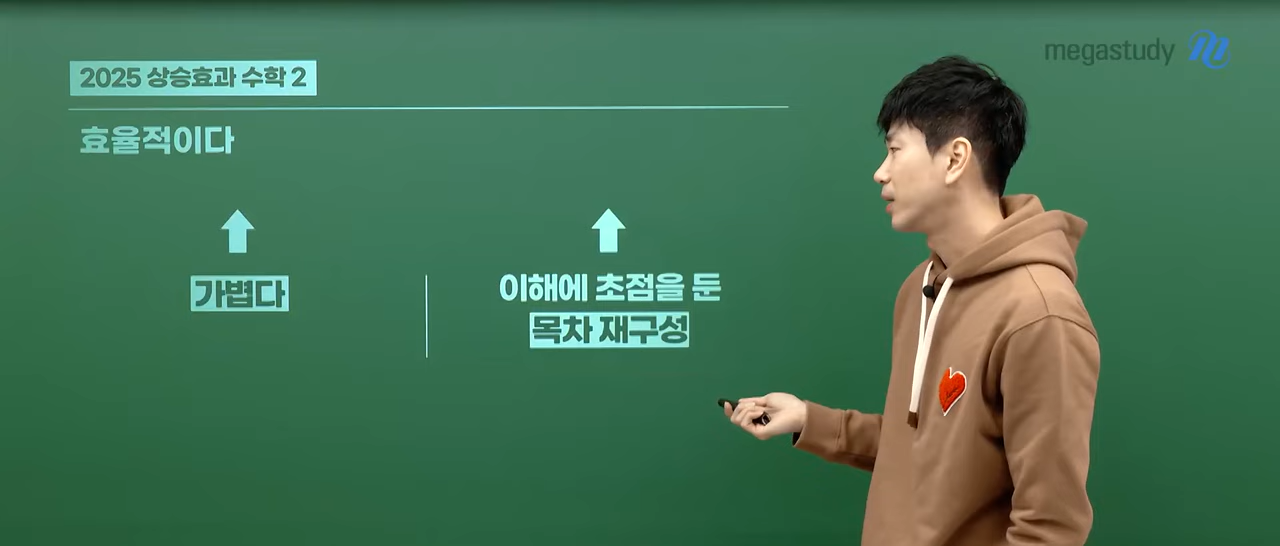 megastudy
2025 상승효과 수학 2
효율적이다
가볍다
이해에 초점을 둔
목차 재구성